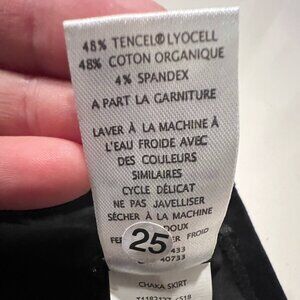 48% TENCEL® LYOCELL
48% COTON ORGANIQUE
4% SPANDEX
A PART LA GARNITURE
LAVER À LA MACHINE À
L'EAU FROIDE AVEC
DES COULEURS
SIMILAIRES
CYCLE DÉLICAT
NE PAS JAVELLISER
SÉCHER À LA MACHINE
DOUX
25
FROID
40733
CHAKA SKIRT